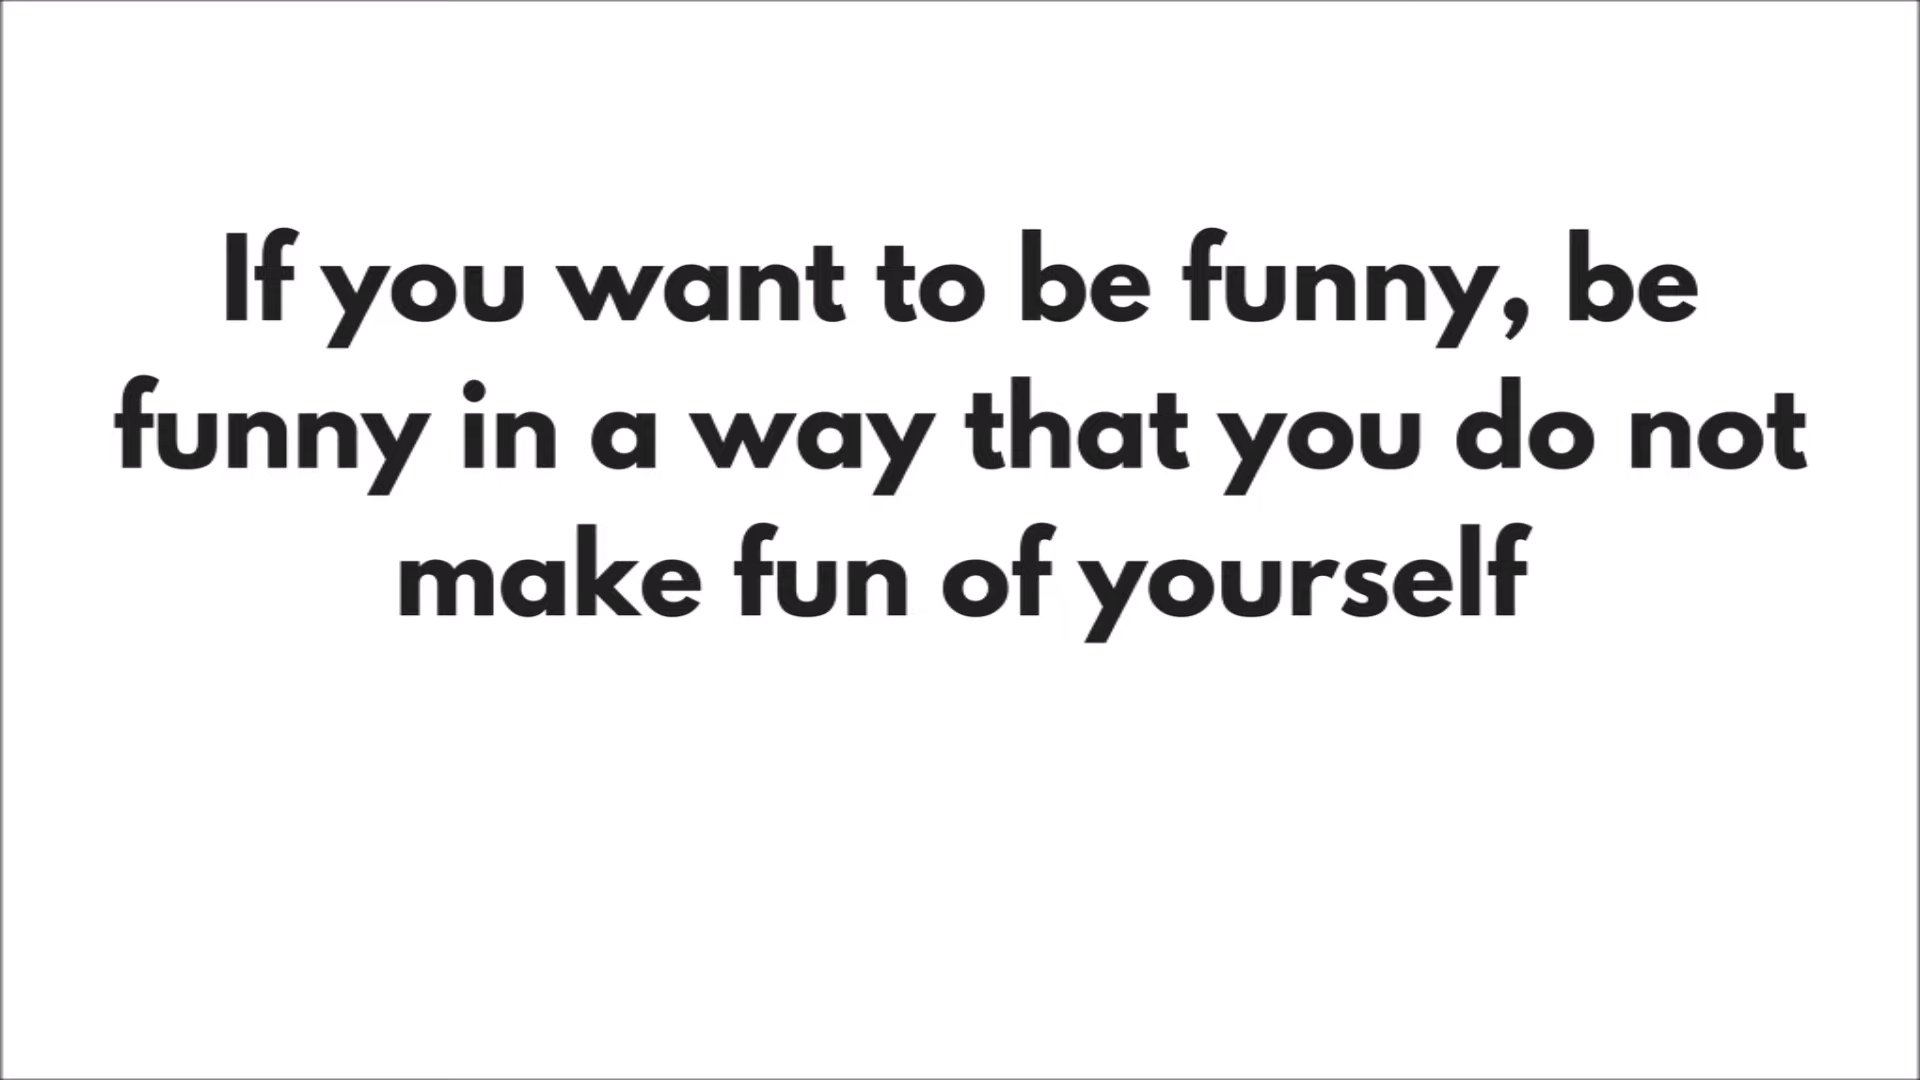 If you want to be funny, be
funny in a way that you do not
make fun of yourself